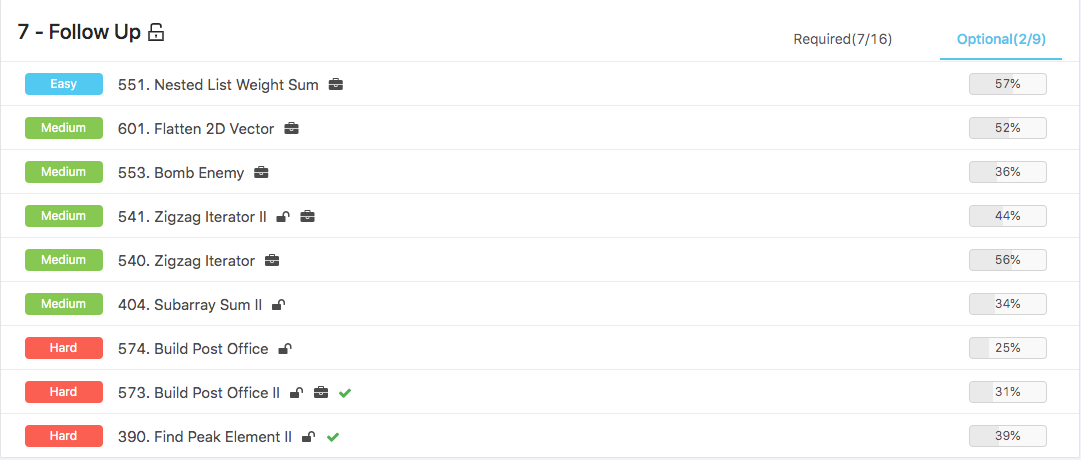 7 - Follow Up
Required(7/16) Optional(2/9)
Easy 551. Nested List Weight Sum 57%
Medium 601. Flatten 2D Vector 52%
Medium 553. Bomb Enemy 36%
Medium 541. Zigzag Iterator II 44%
Medium 540. Zigzag Iterator 56%
Medium 404. Subarray Sum II 34%
Hard 574. Build Post Office 25%
Hard 573. Build Post Office II 31%
Hard 390. Find Peak Element II 39%